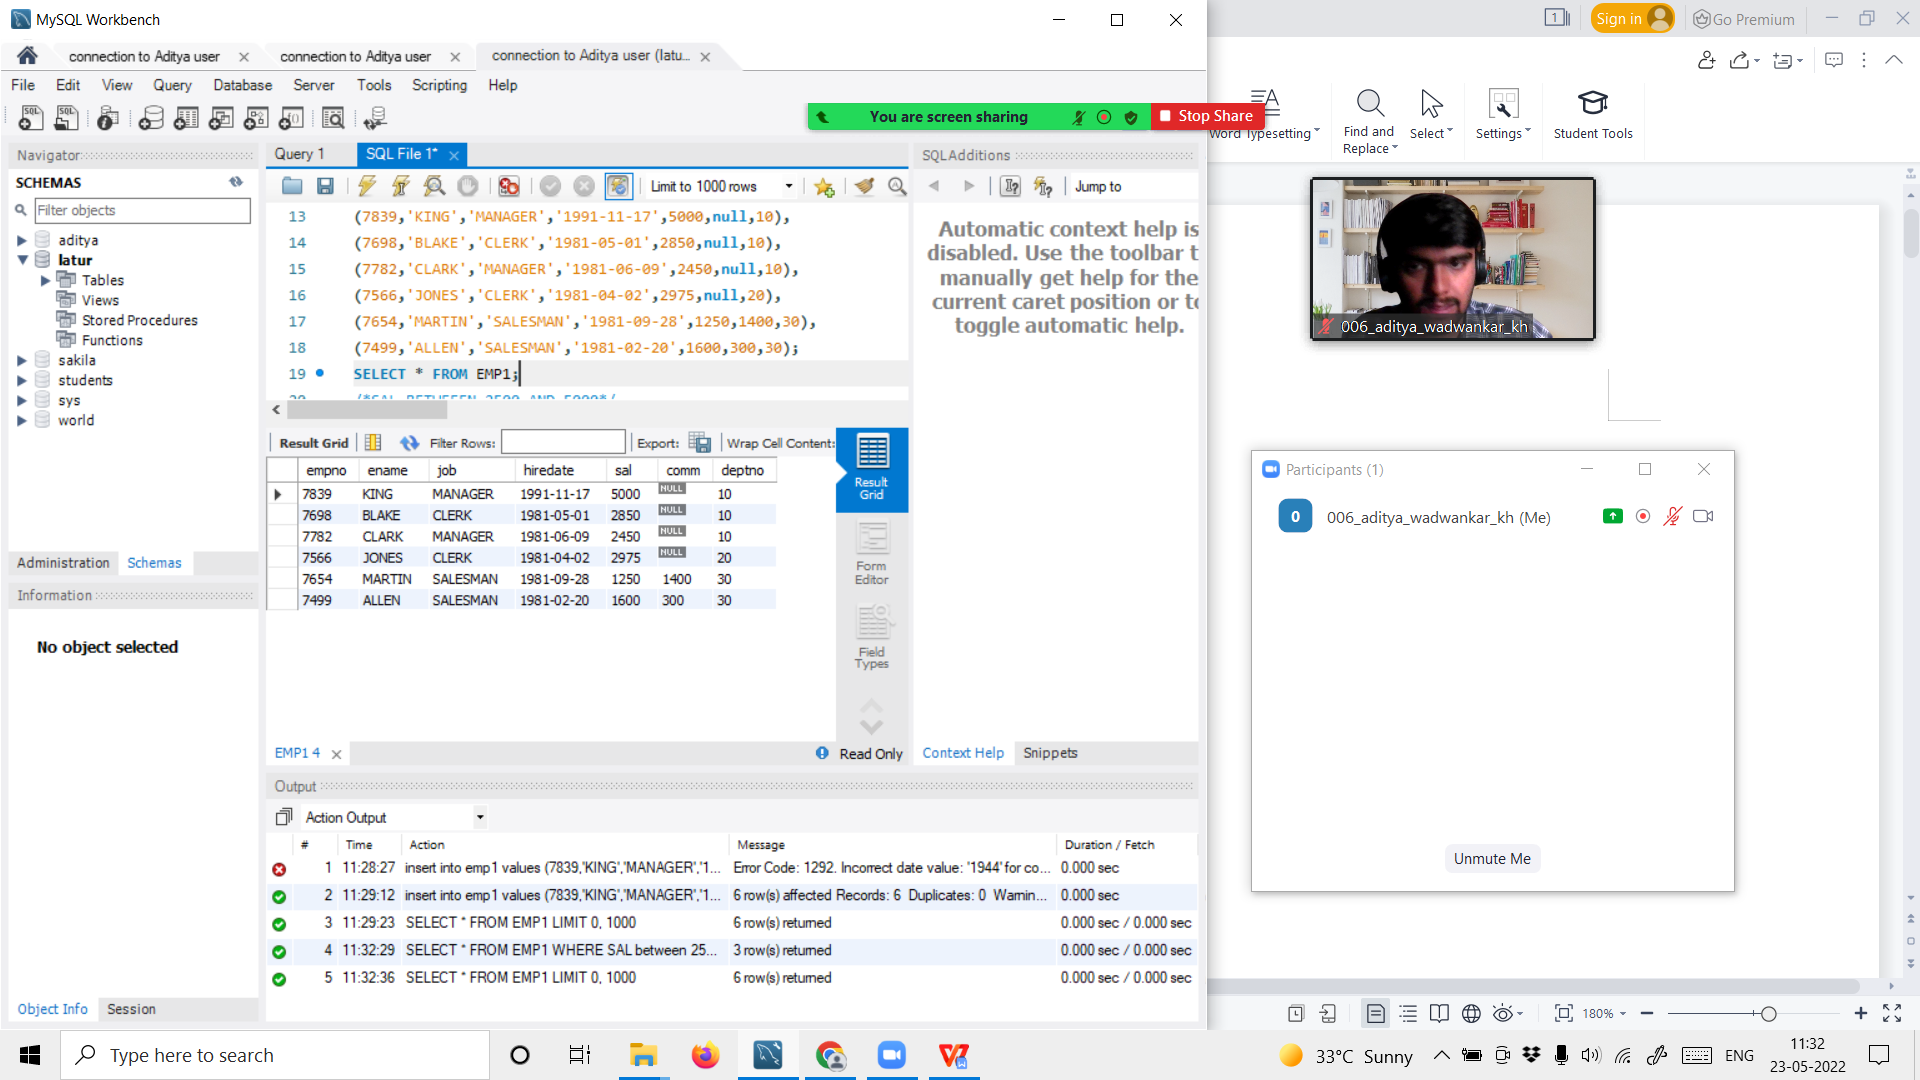 MySQL Workbench
1
Sign in
Go Premium
connection to Aditya user
connection to Aditya user
connection to Aditya user (latu...
File Edit View Query Database Server Tools Scripting Help
You are screen sharing
Stop Share
Word Typesetting
Find and Replace
Select
Settings
Student Tools
Navigator
SCHEMAS
Filter objects
aditya
latur
Tables
Views
Stored Procedures
Functions
sakila
students
sys
world
Administration Schemas
Information
No object selected
Object Info Session
Query 1
SQL File 1*
Limit to 1000 rows
13 (7839,'KING','MANAGER','1991-11-17',5000,null,10),
14 (7698,'BLAKE','CLERK','1981-05-01',2850,null,10),
15 (7782,'CLARK','MANAGER','1981-06-09',2450,null,10),
16 (7566,'JONES','CLERK','1981-04-02',2975,null,20),
17 (7654,'MARTIN','SALESMAN','1981-09-28',1250,1400,30),
18 (7499,'ALLEN','SALESMAN','1981-02-20',1600,300,30);
19 SELECT * FROM EMP1;
20 /*SAL BETWEEEN 2500 AND 5000*/
Result Grid
Filter Rows:
Export:
Wrap Cell Content:
empno ename job hiredate sal comm deptno
7839 KING MANAGER 1991-11-17 5000 NULL 10
7698 BLAKE CLERK 1981-05-01 2850 NULL 10
7782 CLARK MANAGER 1981-06-09 2450 NULL 10
7566 JONES CLERK 1981-04-02 2975 NULL 20
7654 MARTIN SALESMAN 1981-09-28 1250 1400 30
7499 ALLEN SALESMAN 1981-02-20 1600 300 30
Result Grid
Form Editor
Field Types
EMP1 4
Read Only
SQLAdditions
Jump to
Automatic context help is
disabled. Use the toolbar t
manually get help for the
current caret position or to
toggle automatic help.
Context Help Snippets
Output
Action Output
# Time Action Message Duration / Fetch
1 11:28:27 insert into emp1 values (7839,'KING','MANAGER','1... Error Code: 1292. Incorrect date value: '1944' for co... 0.000 sec
2 11:29:12 insert into emp1 values (7839,'KING','MANAGER','1... 6 row(s) affected Records: 6 Duplicates: 0 Warnin... 0.000 sec
3 11:29:23 SELECT * FROM EMP1 LIMIT 0, 1000 6 row(s) returned 0.000 sec / 0.000 sec
4 11:32:29 SELECT * FROM EMP1 WHERE SAL between 25... 3 row(s) returned 0.000 sec / 0.000 sec
5 11:32:36 SELECT * FROM EMP1 LIMIT 0, 1000 6 row(s) returned 0.000 sec / 0.000 sec
006_aditya_wadwankar_kh
Participants (1)
0 006_aditya_wadwankar_kh (Me)
Unmute Me
180%
Type here to search
33°C Sunny
ENG
11:32
23-05-2022